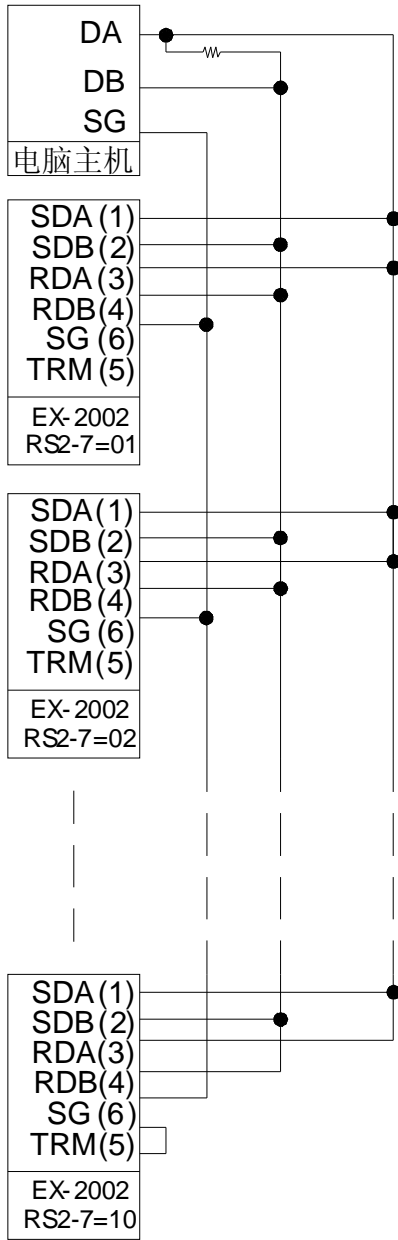 DA
DB
SG
电脑主机
SDA(1)
SDB(2)
RDA(3)
RDB(4)
SG(6)
TRM(5)
EX-2002
RS2-7=01
SDA(1)
SDB(2)
RDA(3)
RDB(4)
SG(6)
TRM(5)
EX-2002
RS2-7=02
SDA(1)
SDB(2)
RDA(3)
RDB(4)
SG(6)
TRM(5)
EX-2002
RS2-7=10